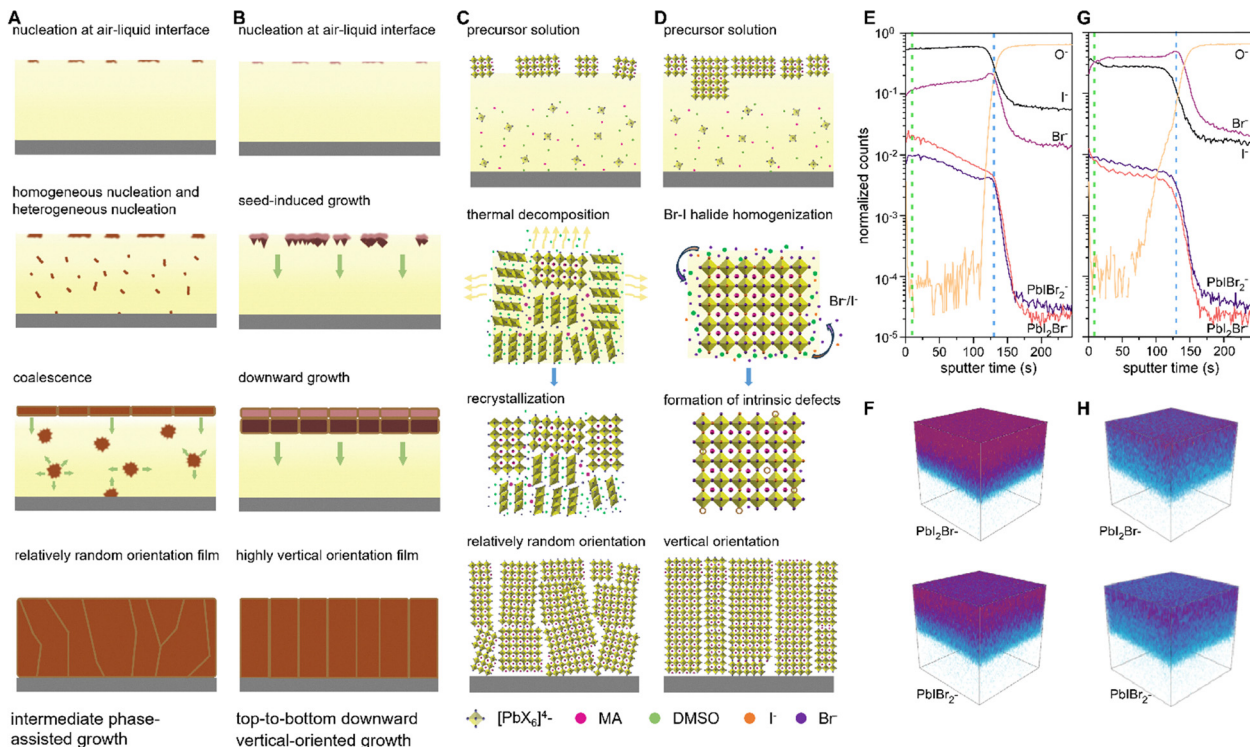 A
nucleation at air-liquid interface
homogeneous nucleation and
heterogeneous nucleation
coalescence
relatively random orientation film
intermediate phase-
assisted growth
B
nucleation at air-liquid interface
seed-induced growth
downward growth
highly vertical orientation film
top-to-bottom downward
vertical-oriented growth
C
precursor solution
thermal decomposition
recrystallization
relatively random orientation
D
precursor solution
Br-I halide homogenization
Br-/I-
formation of intrinsic defects
vertical orientation
[PbX6]4-
MA
DMSO
I-
Br-
E
normalized counts
10^0
10^-1
10^-2
10^-3
10^-4
10^-5
O-
I-
Br-
PbIBr2-
PbI2Br-
0
50
100
150
200
sputter time (s)
G
O-
Br-
I-
PbIBr2-
PbI2Br-
0
50
100
150
200
sputter time (s)
F
PbI2Br-
PbIBr2-
H
PbI2Br-
PbIBr2-